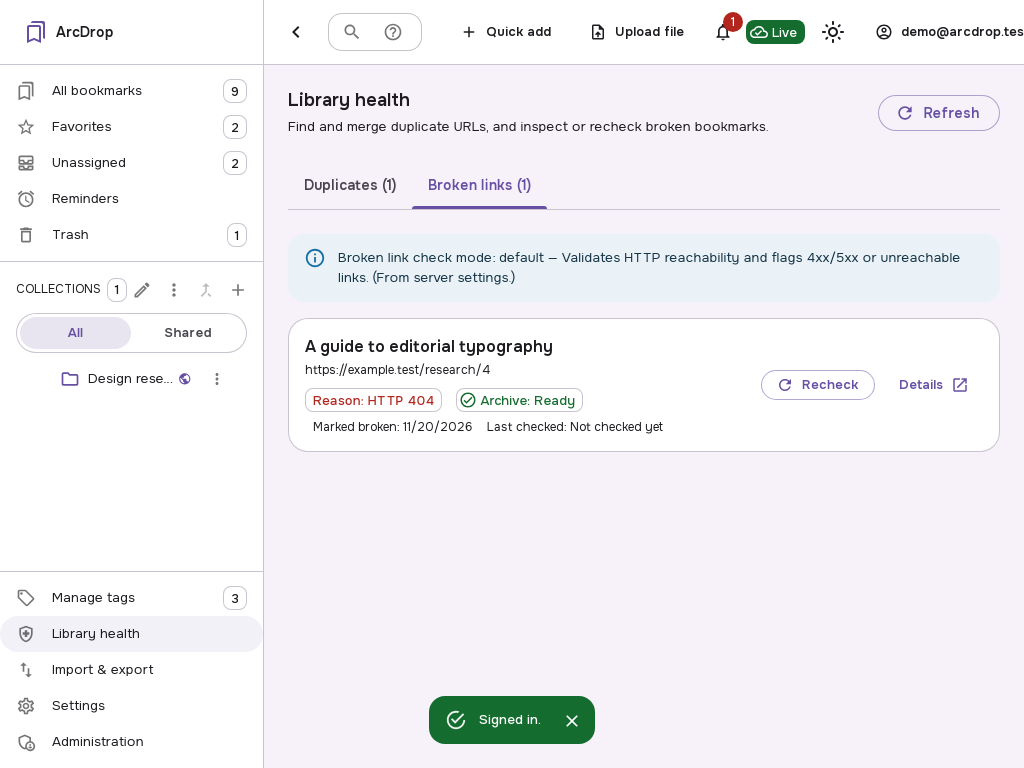 ArcDrop
Quick add
Upload file
1
Live
demo@arcdrop.tes
All bookmarks 9
Favorites 2
Unassigned 2
Reminders
Trash 1
COLLECTIONS 1
All Shared
Design rese...
Manage tags 3
Library health
Import & export
Settings
Administration
Library health
Find and merge duplicate URLs, and inspect or recheck broken bookmarks.
Refresh
Duplicates (1) Broken links (1)
Broken link check mode: default — Validates HTTP reachability and flags 4xx/5xx or unreachable
links. (From server settings.)
A guide to editorial typography
https://example.test/research/4
Reason: HTTP 404 Archive: Ready
Marked broken: 11/20/2026 Last checked: Not checked yet
Recheck Details
Signed in.